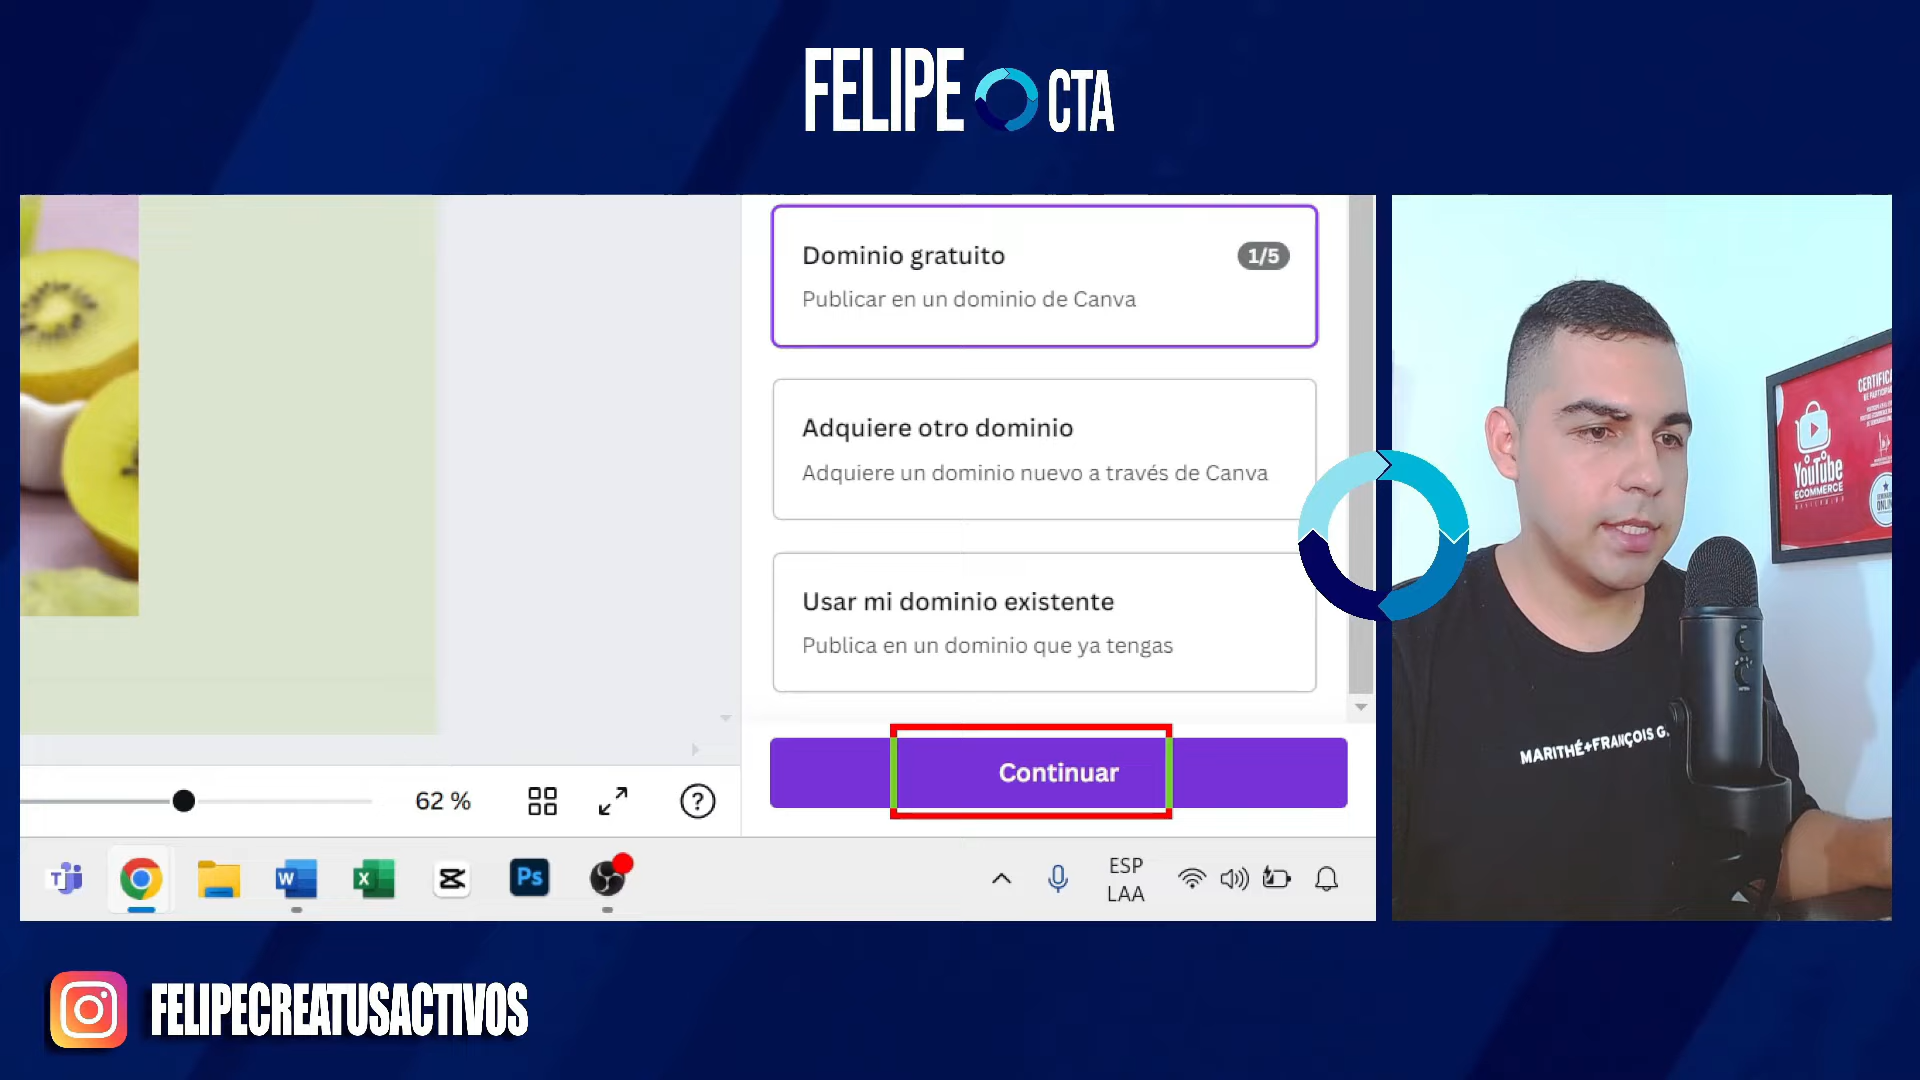 FELIPE CTA
Dominio gratuito
1/5
Publicar en un dominio de Canva
Adquiere otro dominio
Adquiere un dominio nuevo a través de Canva
Usar mi dominio existente
Publica en un dominio que ya tengas
Continuar
62 %
?
T
W
X
Ps
ESP
LAA
YouTube
ECOMMERCE
MARITHÉ+FRANÇOIS G.
FELIPECREATUSACTIVOS